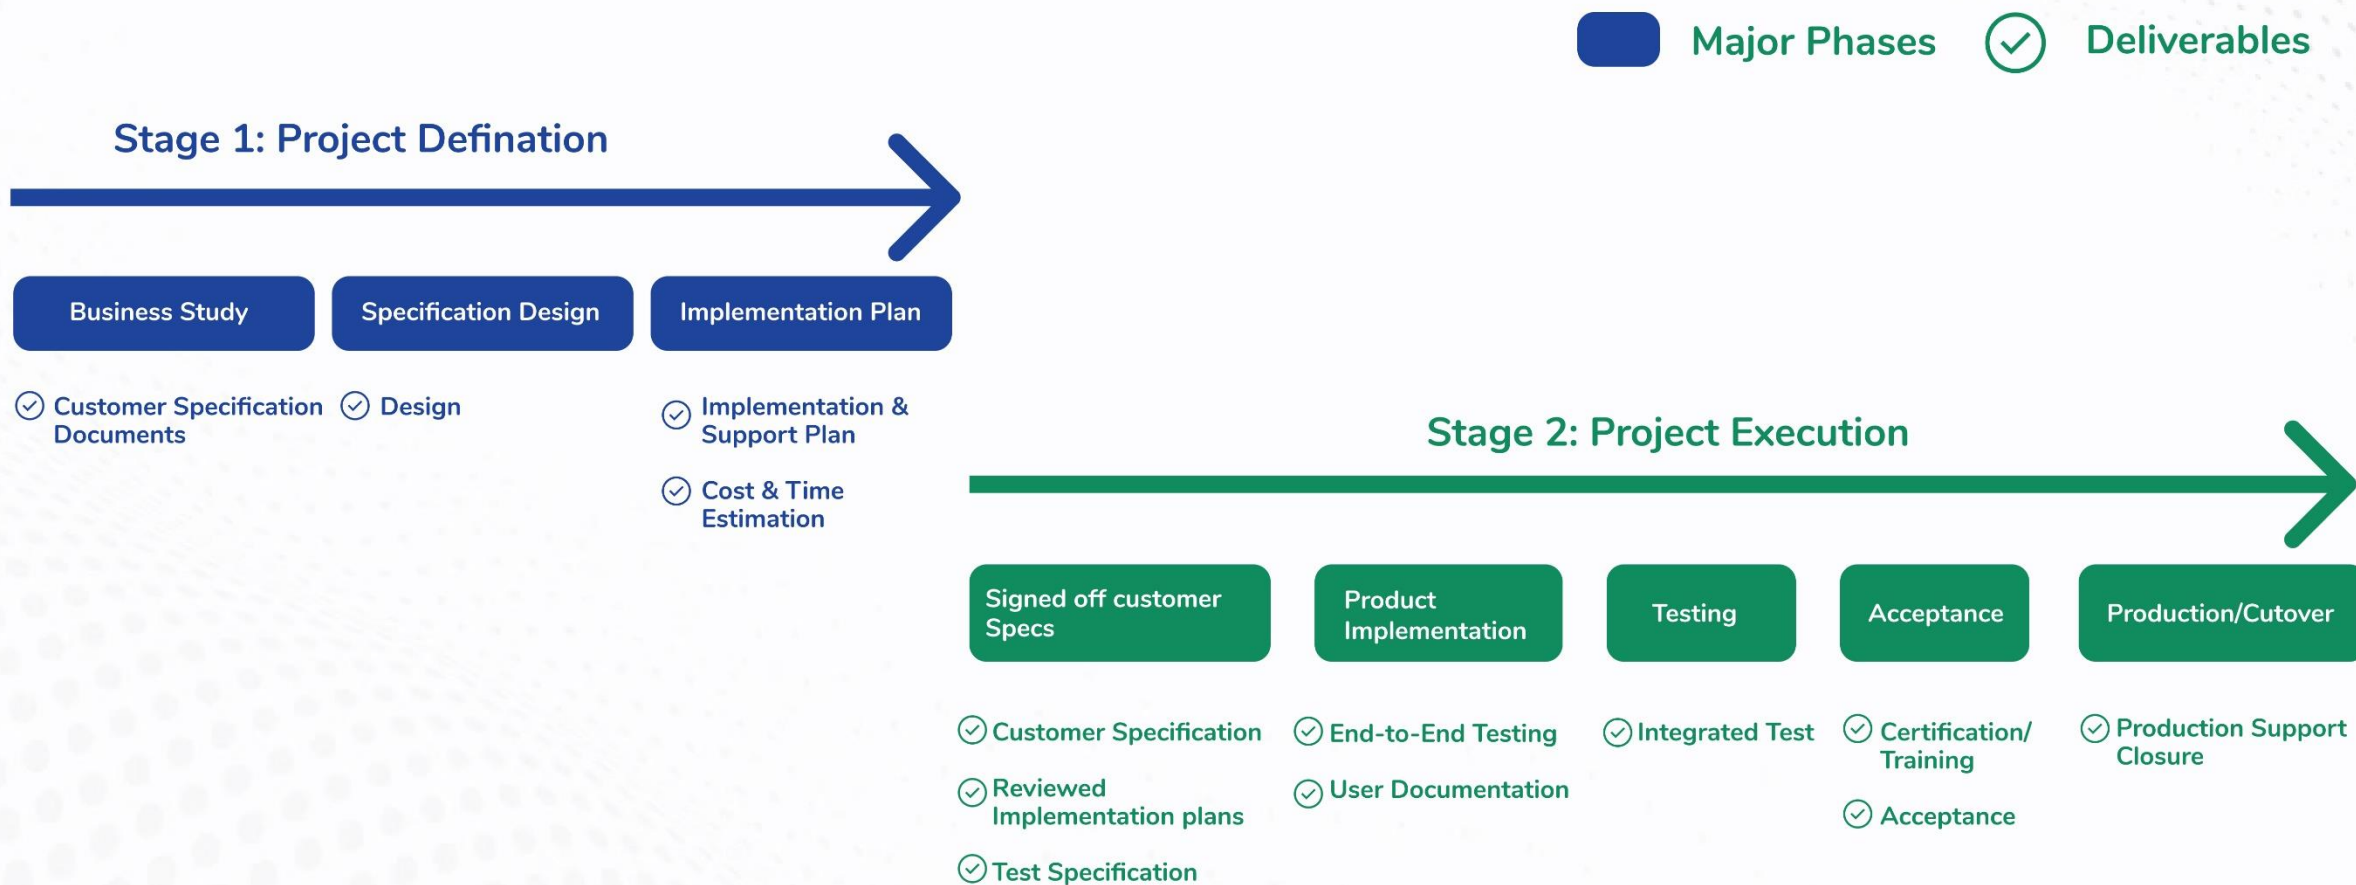 Major Phases
Deliverables
Stage 1: Project Defination
Business Study
Specification Design
Implementation Plan
Customer Specification
Documents
Design
Implementation &
Support Plan
Cost & Time
Estimation
Stage 2: Project Execution
Signed off customer
Specs
Product
Implementation
Testing
Acceptance
Production/Cutover
Customer Specification
Reviewed
Implementation plans
Test Specification
End-to-End Testing
User Documentation
Integrated Test
Certification/
Training
Acceptance
Production Support
Closure